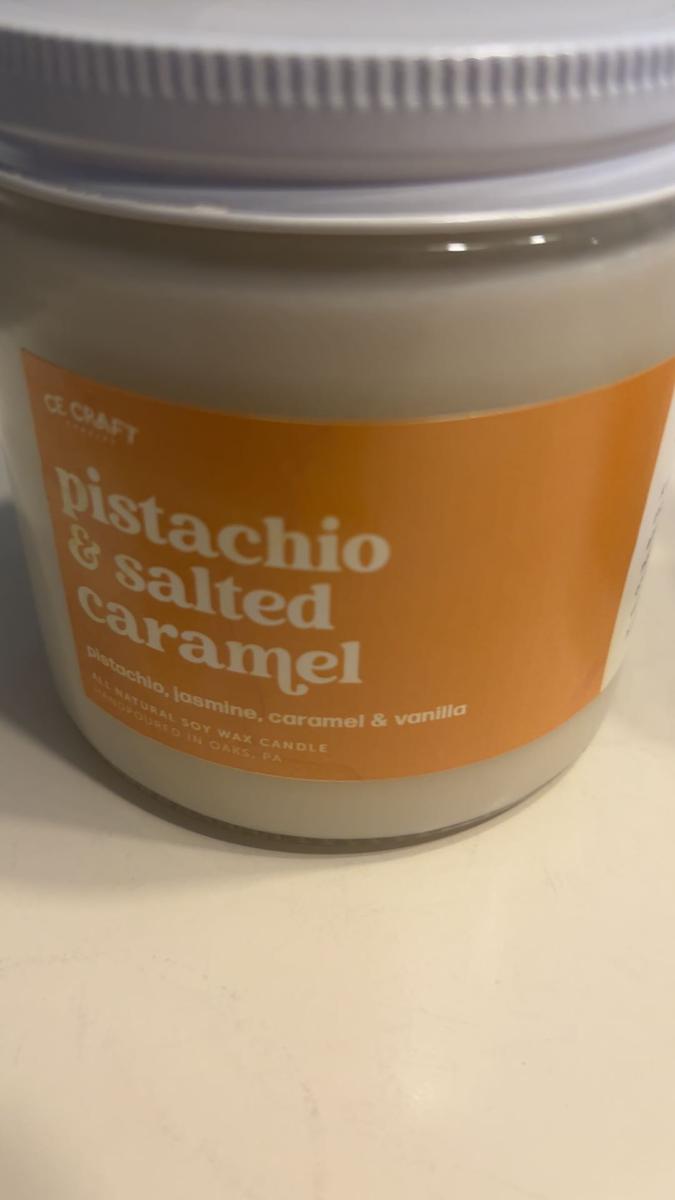 CE CRAFT
pistachio
& salted
caramel
pistachio, jasmine, caramel & vanilla
ALL NATURAL SOY WAX CANDLE
HANDPOURED IN OAKS, PA